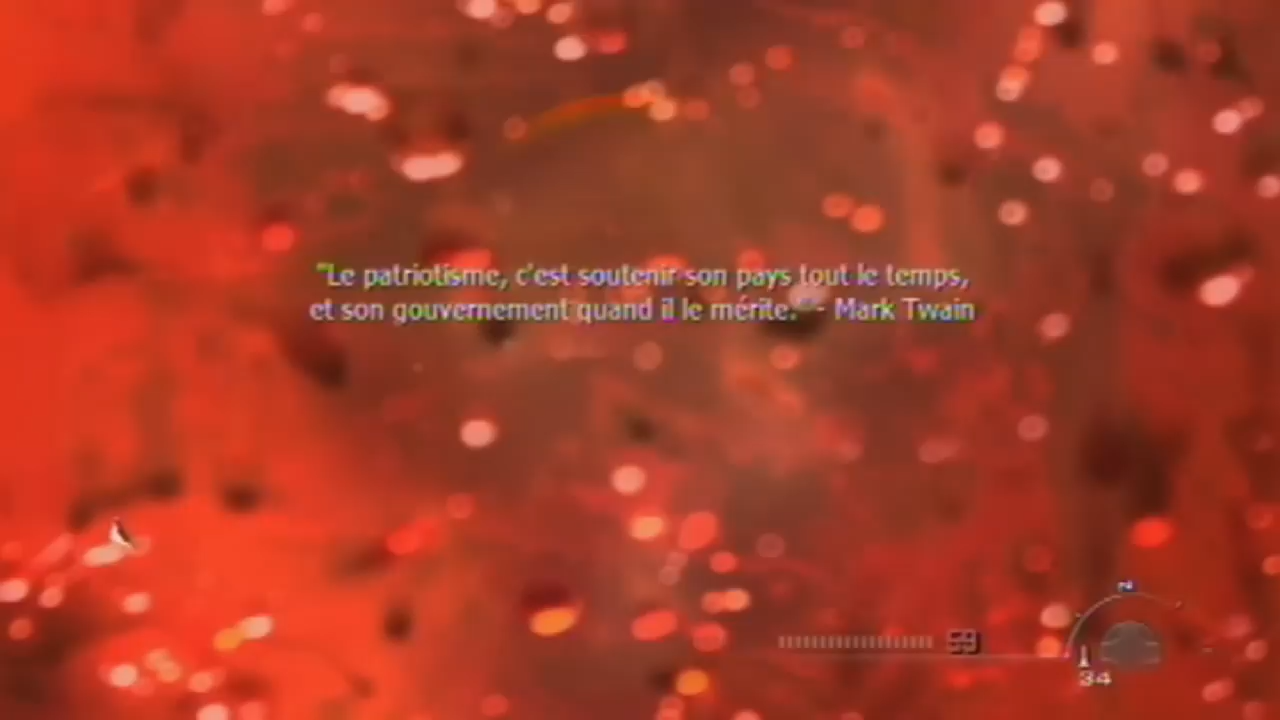 "Le patriotisme, c'est soutenir son pays tout le temps,
et son gouvernement quand il le mérite." - Mark Twain
59
N
34